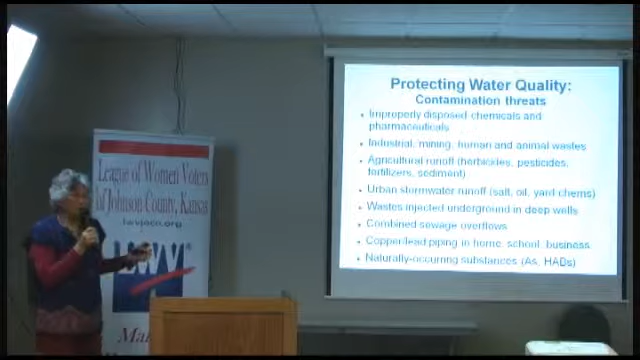 League of Women Voters
of Johnson County, Kansas
lwvjoco.org
LWV
Protecting Water Quality:
Contamination threats
• Improperly disposed chemicals and
pharmaceuticals
• Industrial, mining, human and animal wastes
• Agricultural runoff (herbicides, pesticides,
fertilizers, sediment)
• Urban stormwater runoff (salt, oil, yard chems)
• Wastes injected underground in deep wells
• Combined sewage overflows
• Copper/lead piping in home, school, business
• Naturally-occurring substances (As, HADs)